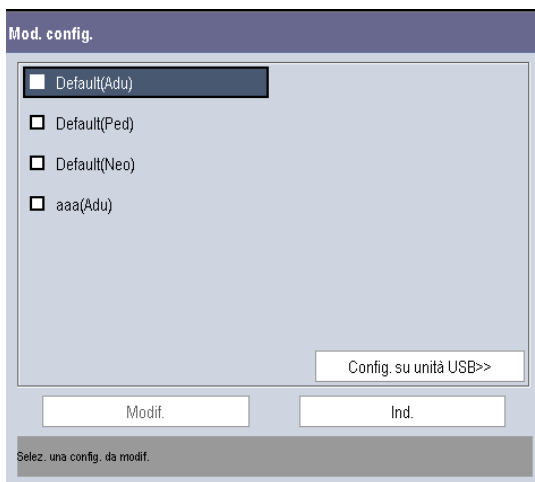 Mod. config.
Default(Adu)
Default(Ped)
Default(Neo)
aaa(Adu)
Config. su unità USB>>
Modif.
Ind.
Selez. una config. da modif.